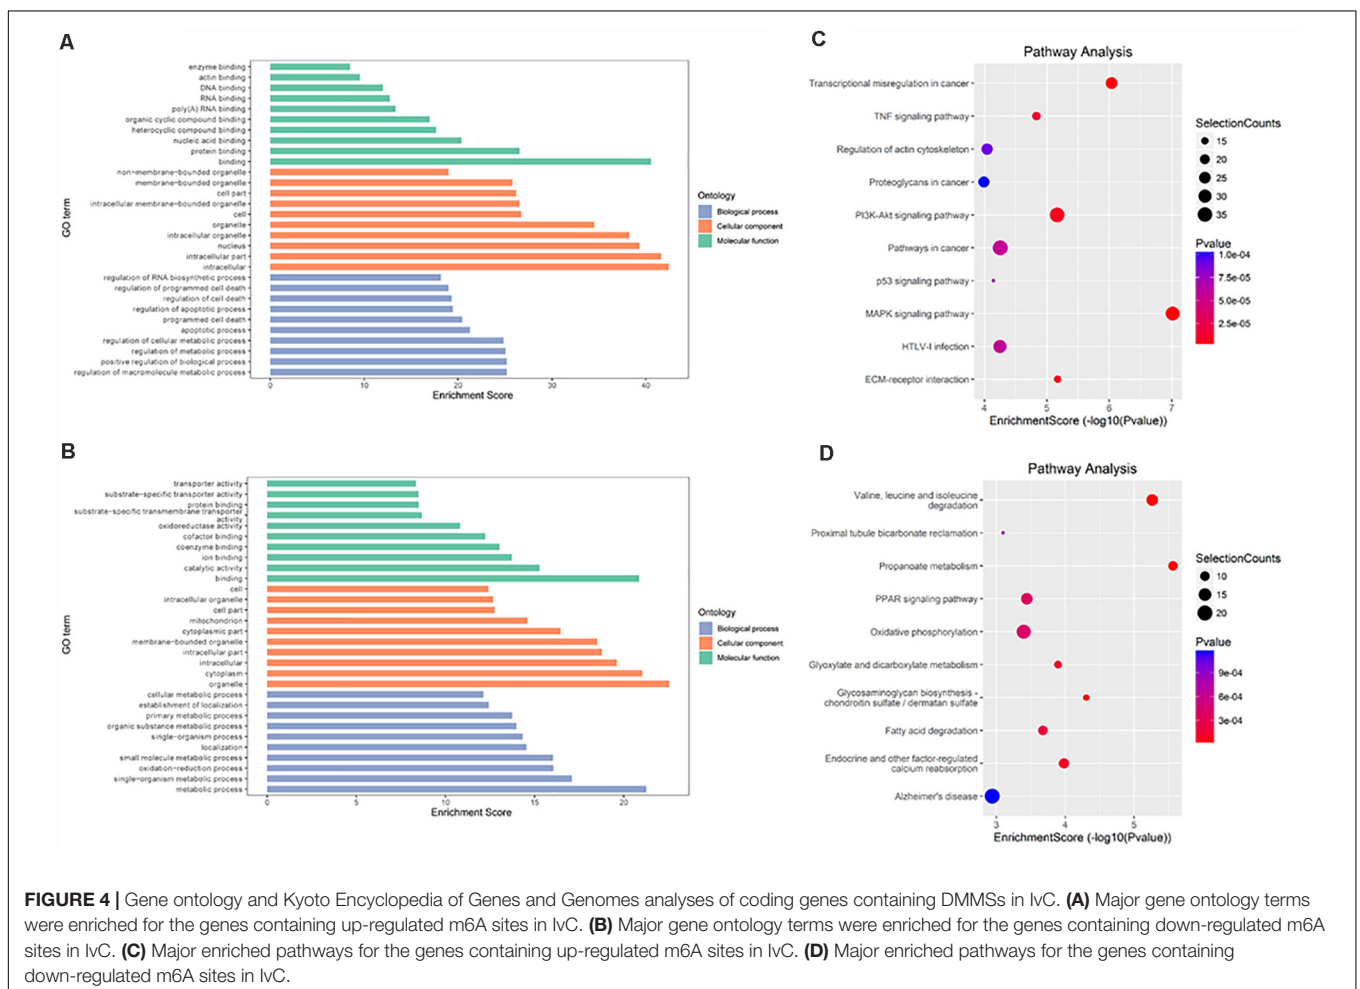 A
GO term
enzyme binding
actin binding
DNA binding
RNA binding
poly(A) RNA binding
organic cyclic compound binding
heterocyclic compound binding
nucleic acid binding
protein binding
binding
non-membrane-bounded organelle
membrane-bounded organelle
cell part
intracellular membrane-bounded organelle
cell
organelle
intracellular organelle
nucleus
intracellular part
intracellular
regulation of RNA biosynthetic process
regulation of programmed cell death
regulation of cell death
regulation of apoptotic process
programmed cell death
apoptotic process
regulation of cellular metabolic process
regulation of metabolic process
positive regulation of biological process
regulation of macromolecule metabolic process
0 10 20 30 40
Enrichment Score
Ontology
Biological process
Cellular component
Molecular function
C
Pathway Analysis
Transcriptional misregulation in cancer
TNF signaling pathway
Regulation of actin cytoskeleton
Proteoglycans in cancer
PI3K-Akt signaling pathway
Pathways in cancer
p53 signaling pathway
MAPK signaling pathway
HTLV-I infection
ECM-receptor interaction
4 5 6 7
EnrichmentScore (-log10(Pvalue))
SelectionCounts
15
20
25
30
35
Pvalue
1.0e-04
7.5e-05
5.0e-05
2.5e-05
B
GO term
transporter activity
substrate-specific transporter activity
protein binding
substrate-specific transmembrane transporter
activity
oxidoreductase activity
cofactor binding
coenzyme binding
ion binding
catalytic activity
binding
cell
intracellular organelle
cell part
mitochondrion
cytoplasmic part
membrane-bounded organelle
intracellular part
intracellular
cytoplasm
organelle
cellular metabolic process
establishment of localization
primary metabolic process
organic substance metabolic process
single-organism process
localization
small molecule metabolic process
oxidation-reduction process
single-organism metabolic process
metabolic process
0 5 10 15 20
Enrichment Score
Ontology
Biological process
Cellular component
Molecular function
D
Pathway Analysis
Valine, leucine and isoleucine
degradation
Proximal tubule bicarbonate reclamation
Propanoate metabolism
PPAR signaling pathway
Oxidative phosphorylation
Glyoxylate and dicarboxylate metabolism
Glycosaminoglycan biosynthesis -
chondroitin sulfate / dermatan sulfate
Fatty acid degradation
Endocrine and other factor-regulated
calcium reabsorption
Alzheimer's disease
3 4 5
EnrichmentScore (-log10(Pvalue))
SelectionCounts
10
15
20
Pvalue
9e-04
6e-04
3e-04
FIGURE 4 | Gene ontology and Kyoto Encyclopedia of Genes and Genomes analyses of coding genes containing DMMSs in IvC. (A) Major gene ontology terms
were enriched for the genes containing up-regulated m6A sites in IvC. (B) Major gene ontology terms were enriched for the genes containing down-regulated m6A
sites in IvC. (C) Major enriched pathways for the genes containing up-regulated m6A sites in IvC. (D) Major enriched pathways for the genes containing
down-regulated m6A sites in IvC.